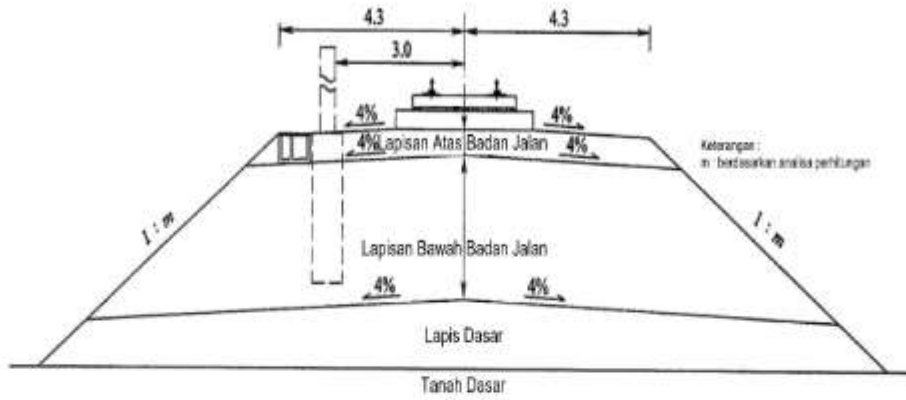 4.3 4.3
3.0
4% 4%
4% Lapisan Atas Badan Jalan 4%
Keterangan :
m : berdasarkan analisa perhitungan
1 : m 1 : m
Lapisan Bawah Badan Jalan
4% 4%
Lapis Dasar
Tanah Dasar